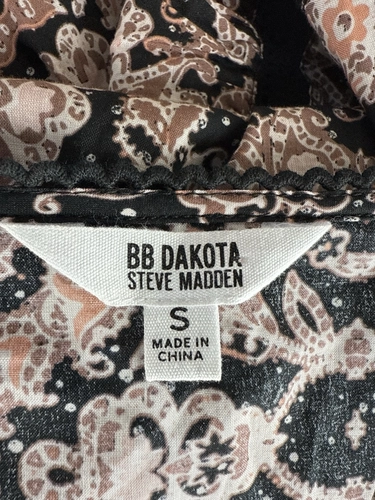 BB DAKOTA
STEVE MADDEN
S
MADE IN
CHINA